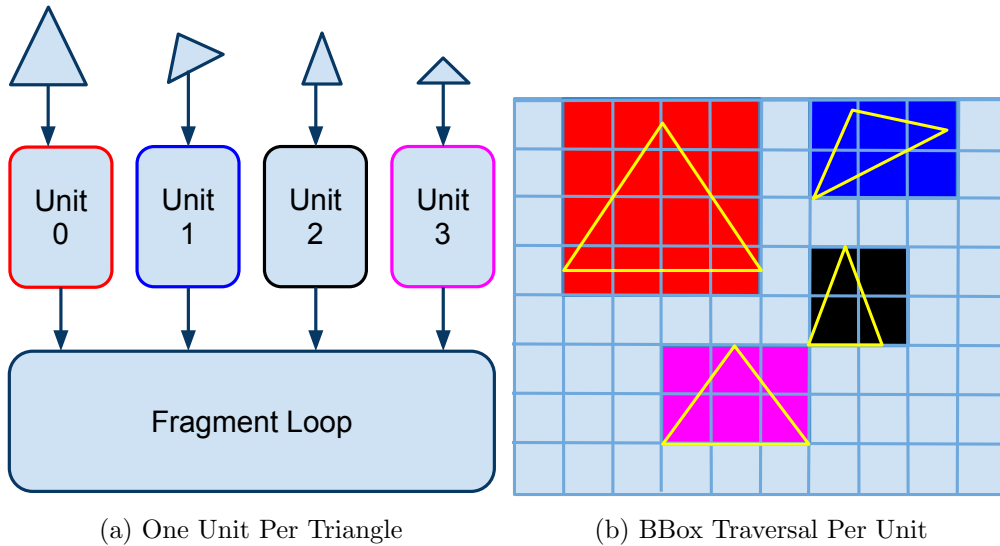 Unit
0
Unit
1
Unit
2
Unit
3
Fragment Loop
(a) One Unit Per Triangle
(b) BBox Traversal Per Unit